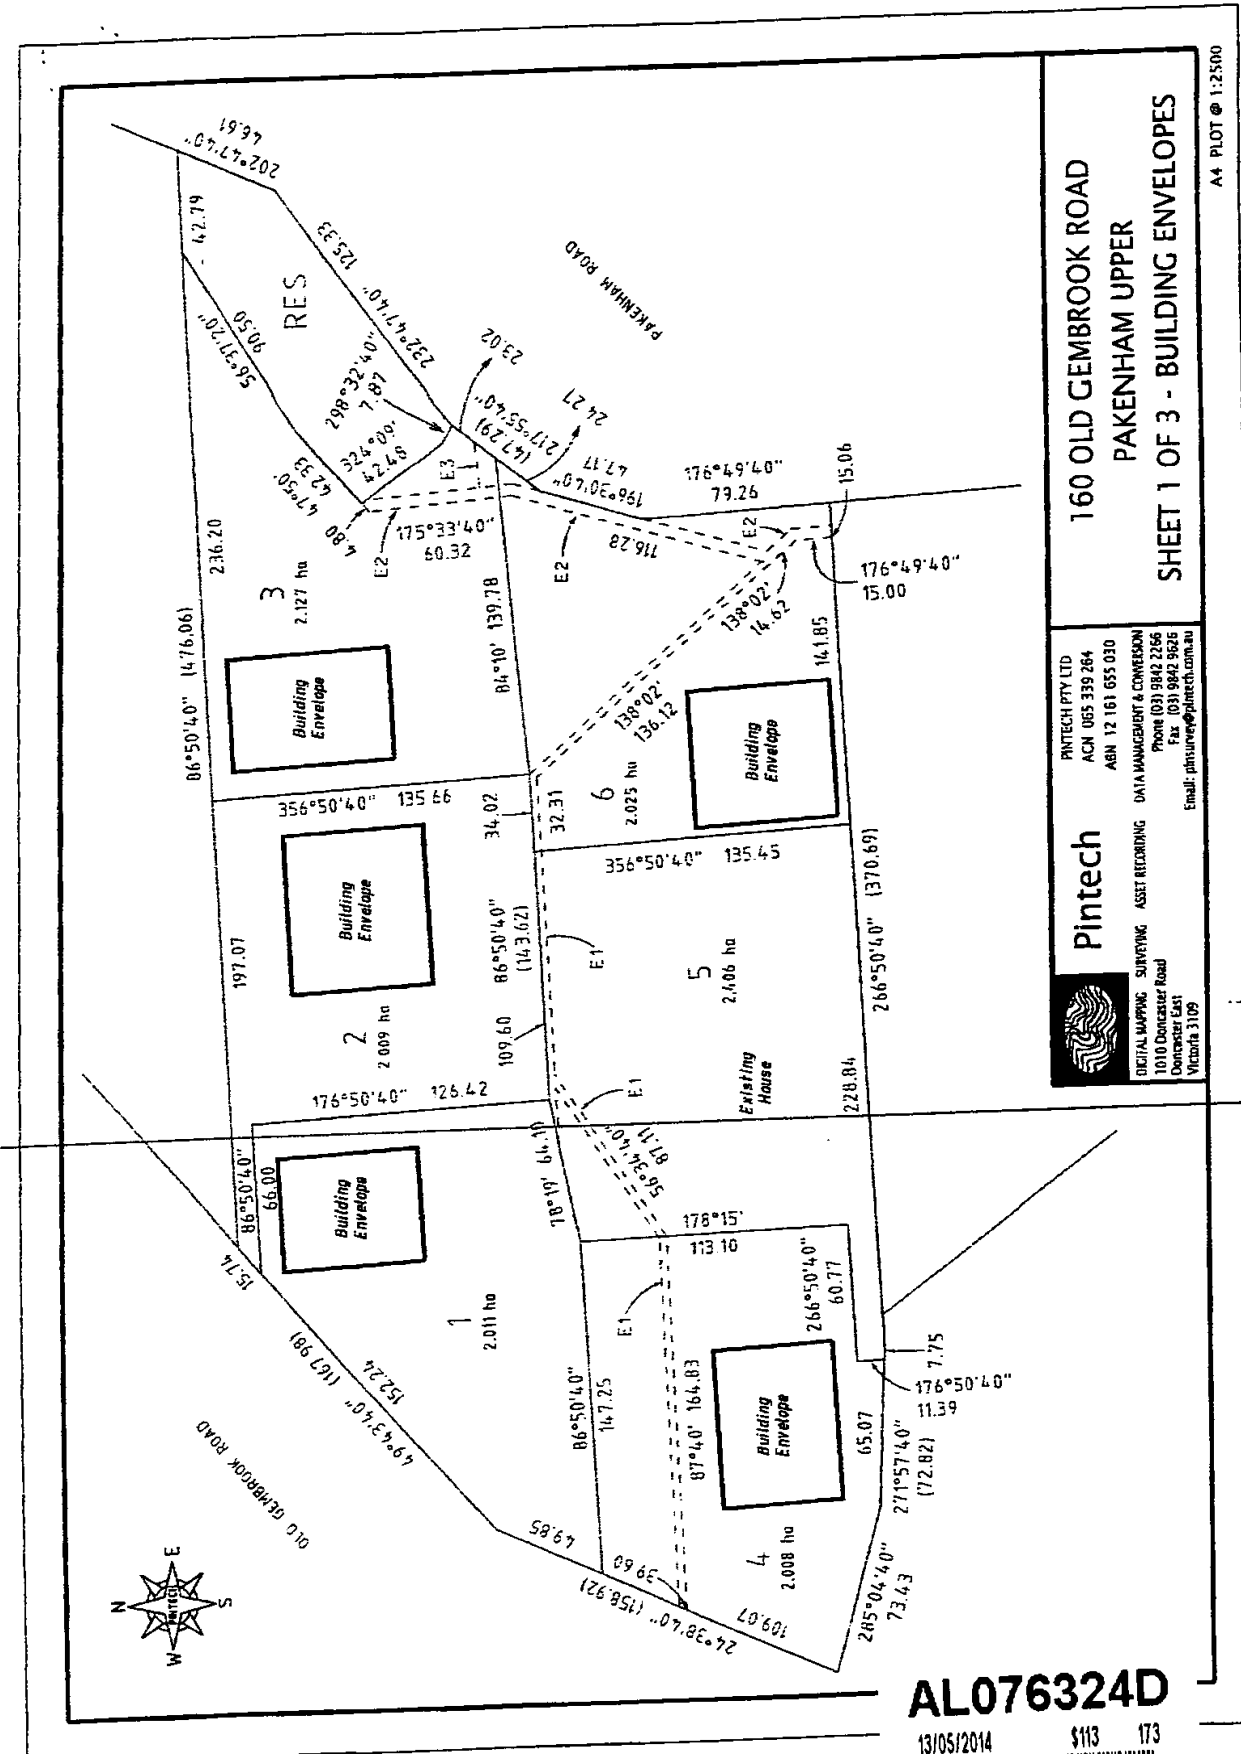 A4 PLOT @ 1:2500
160 OLD GEMBROOK ROAD
PAKENHAM UPPER
SHEET 1 OF 3 - BUILDING ENVELOPES
Pintech
PINTECH PTY LTD
ACN 065 339 264
ABN 12 161 655 030
DIGITAL MAPPING SURVEYING ASSET RECORDING DATA MANAGEMENT & CONVERSION
1010 Doncaster Road
Doncaster East
Victoria 3109
Phone (03) 9842 2266
Fax (03) 9842 9626
Email: pinsurvey@pintech.com.au
N
E
S
W
PINTECH
OLD GEMBROOK ROAD
PAKENHAM ROAD
202°47'40"
46.61
42.79
RES
125.33
232°47'40"
56°37'20"
90.50
298°32'40"
7.87
324°09'
42.48
47°50'
42.33
4.80
23.02
(47.29)
217°55'40"
24.27
47.17
196°30'40"
176°49'40"
79.26
15.06
E3
E2
175°33'40"
60.32
E2
116.28
E2
176°49'40"
15.00
138°02'
14.62
138°02'
136.12
141.85
236.20
86°50'40" (476.06)
3
2.127 ha
Building
Envelope
84°10' 139.78
356°50'40" 135.66
34.02
32.31
6
2.025 ha
Building
Envelope
356°50'40" 135.45
Building
Envelope
2
2 009 ha
197.07
86°50'40"
(143.62)
109.60
E1
5
2.406 ha
Existing
House
266°50'40" (370.69)
228.84
176°50'40" 126.42
E1
56°34'40"
87.11
78°19'
86°50'40"
66.00
15.74
Building
Envelope
1
2.011 ha
49°43'40" (167 98)
152.24
178°15'
113.10
E1
266°50'40"
60.77
86°50'40"
147.25
87°40' 164.83
Building
Envelope
4
2.008 ha
7.75
176°50'40"
11.39
65.07
271°57'40"
(72.82)
285°04'40"
73.43
49.85
39.60
24°38'40" (158.92)
109.07
AL076324D
13/05/2014 $113 173